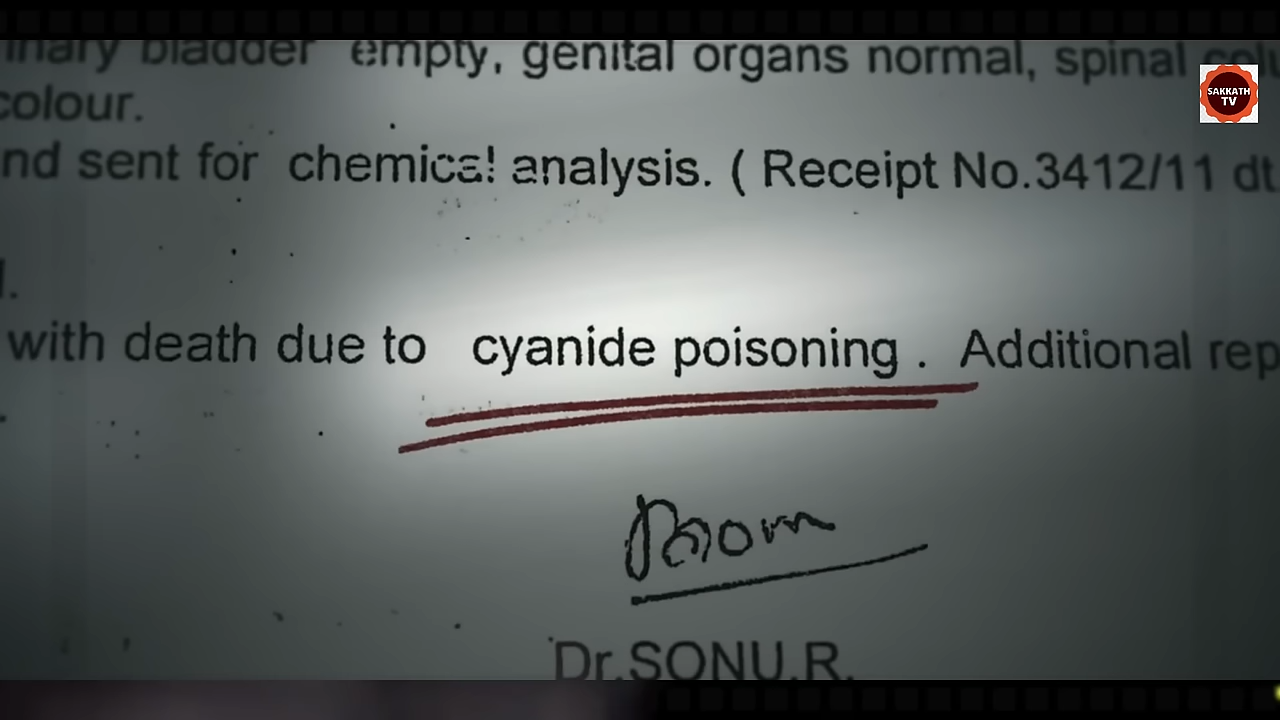 inary bladder empty, genital organs normal, spinal colu
colour.
nd sent for chemical analysis. ( Receipt No.3412/11 dt
l.
with death due to cyanide poisoning . Additional rep
Dr.SONU.R.
SAKKATH
TV